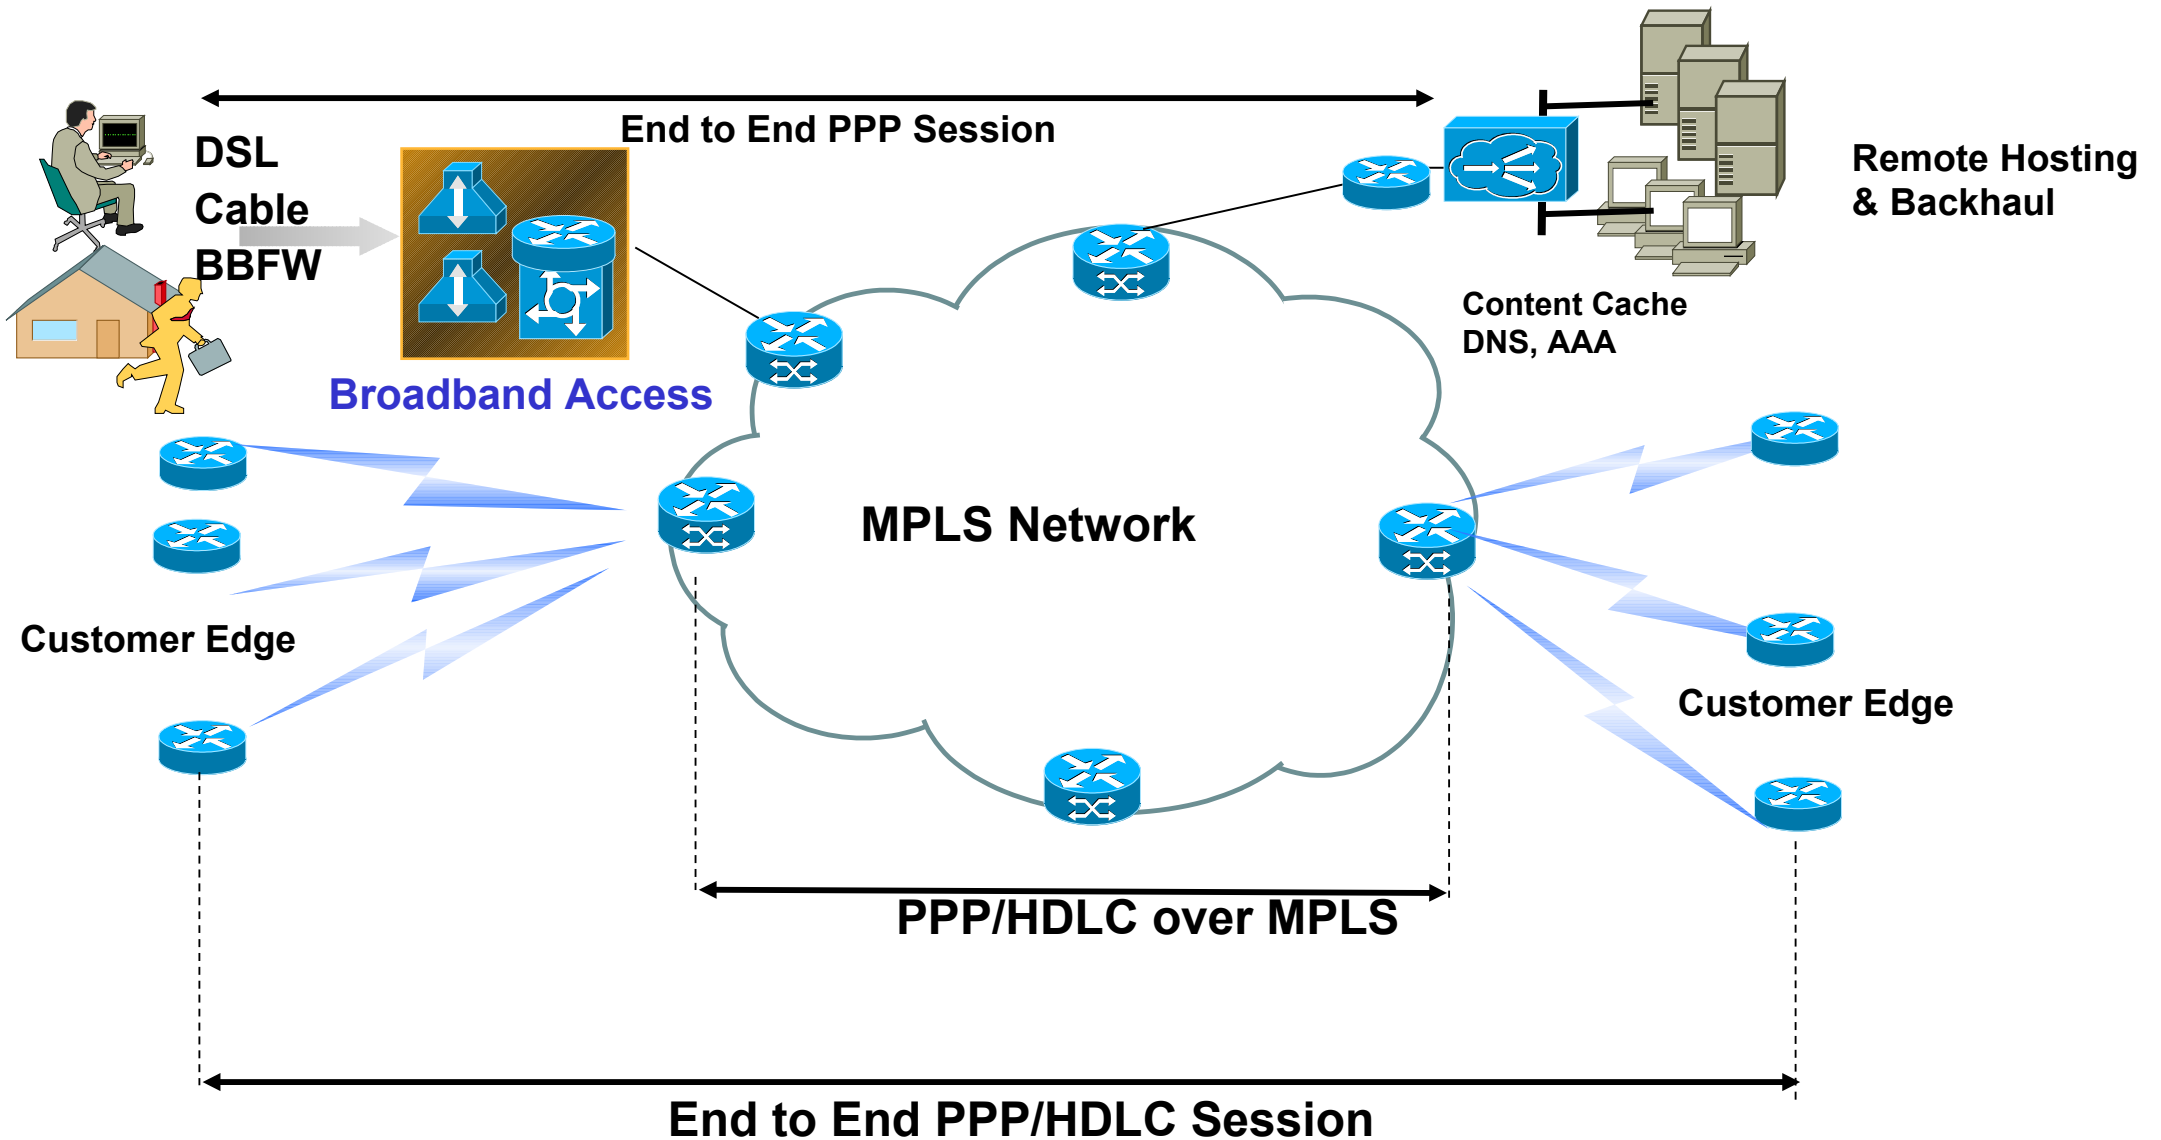 End to End PPP Session
DSL
Cable
BBFW
Remote Hosting
& Backhaul
Content Cache
DNS, AAA
Broadband Access
MPLS Network
Customer Edge
Customer Edge
PPP/HDLC over MPLS
End to End PPP/HDLC Session